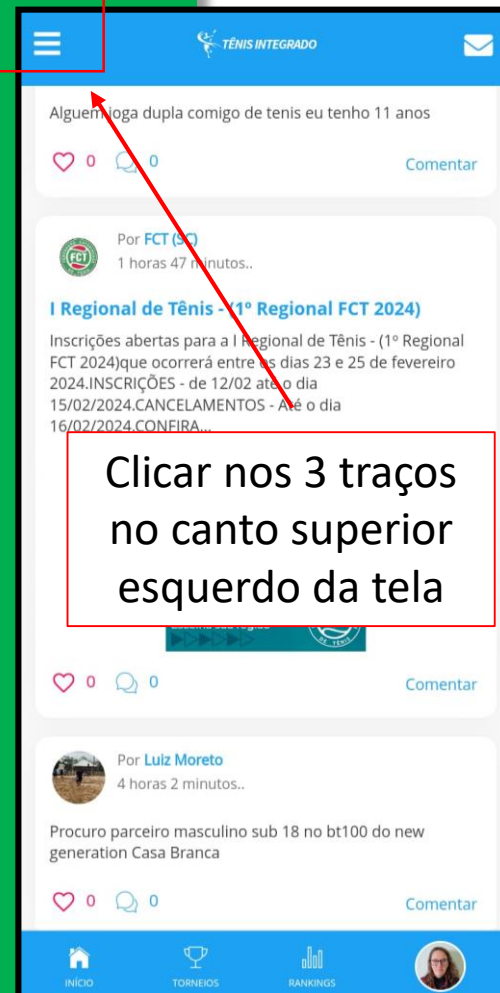 TÊNIS INTEGRADO
Alguem joga dupla comigo de tenis eu tenho 11 anos
0 0 Comentar
Por FCT (SC)
1 horas 47 minutos..
I Regional de Tênis - (1º Regional FCT 2024)
Inscrições abertas para a I Regional de Tênis - (1º Regional
FCT 2024)que ocorrerá entre os dias 23 e 25 de fevereiro
2024.INSCRIÇÕES - de 12/02 até o dia
15/02/2024.CANCELAMENTOS - Até o dia
16/02/2024.CONFIRA...
Clicar nos 3 traços
no canto superior
esquerdo da tela
DE TÊNIS
0 0 Comentar
Por Luiz Moreto
4 horas 2 minutos..
Procuro parceiro masculino sub 18 no bt100 do new
generation Casa Branca
0 0 Comentar
INÍCIO TORNEIOS RANKINGS